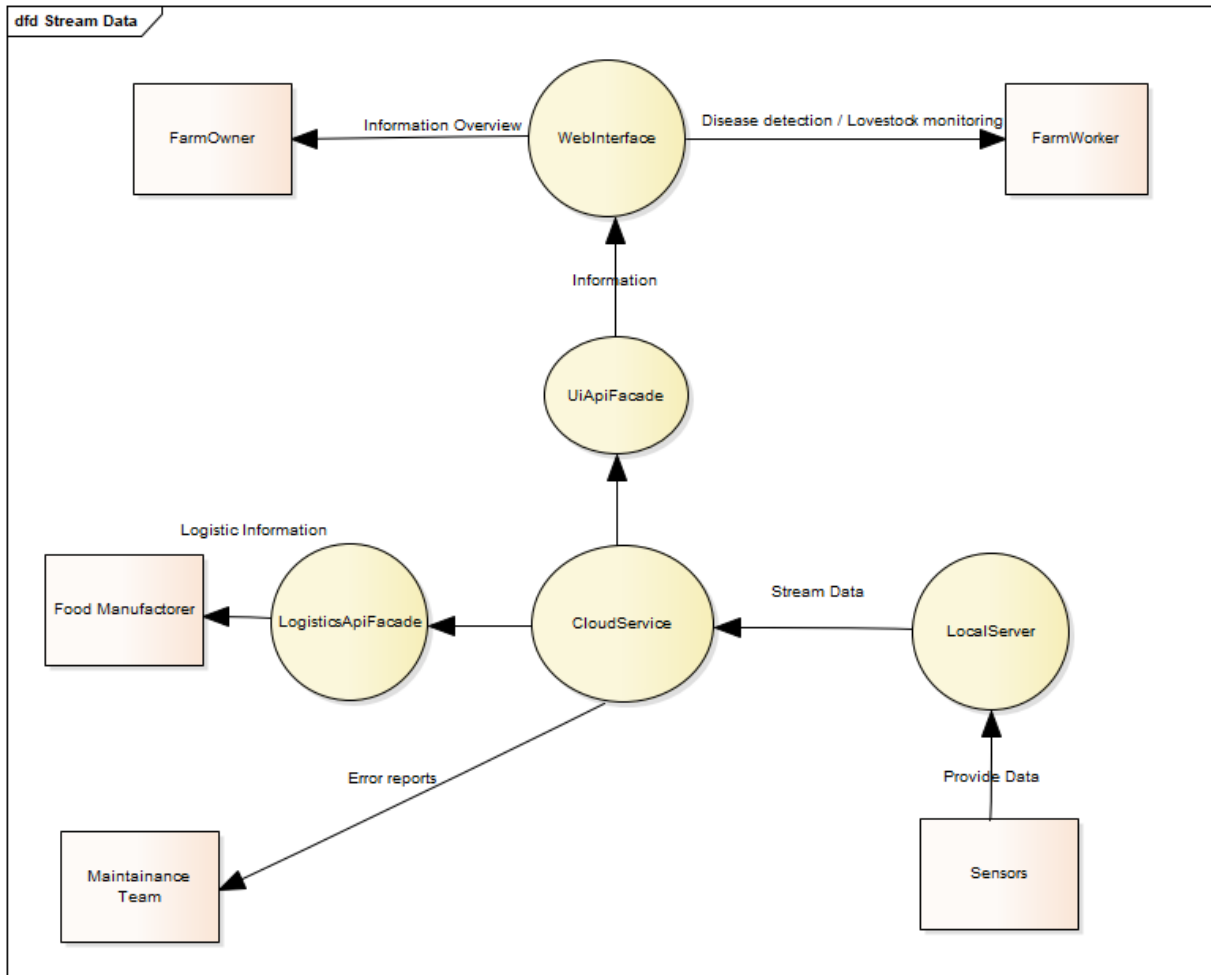 dfd Stream Data
FarmOwner
Information Overview
WebInterface
Disease detection / Lovestock monitoring
FarmWorker
Information
UiApiFacade
Logistic Information
Food Manufactorer
LogisticsApiFacade
CloudService
Stream Data
LocalServer
Error reports
Provide Data
Maintainance
Team
Sensors